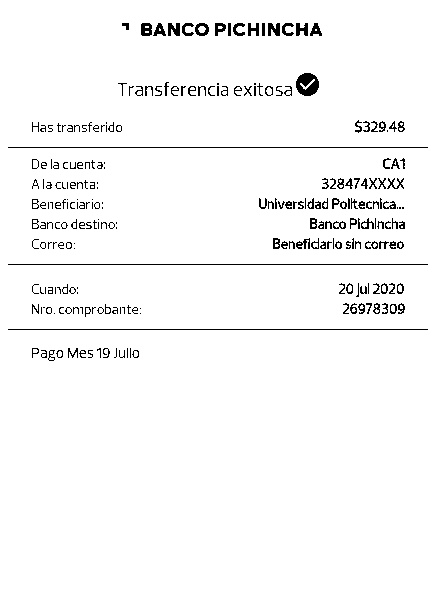 BANCO PICHINCHA
Transferencia exitosa
Has transferido $329.48
De la cuenta: CA1
A la cuenta: 328474XXXX
Beneficiario: Universidad Politecnica...
Banco destino: Banco Pichincha
Correo: Beneficiario sin correo
Cuando: 20 jul 2020
Nro. comprobante: 26978309
Pago Mes 19 Julio